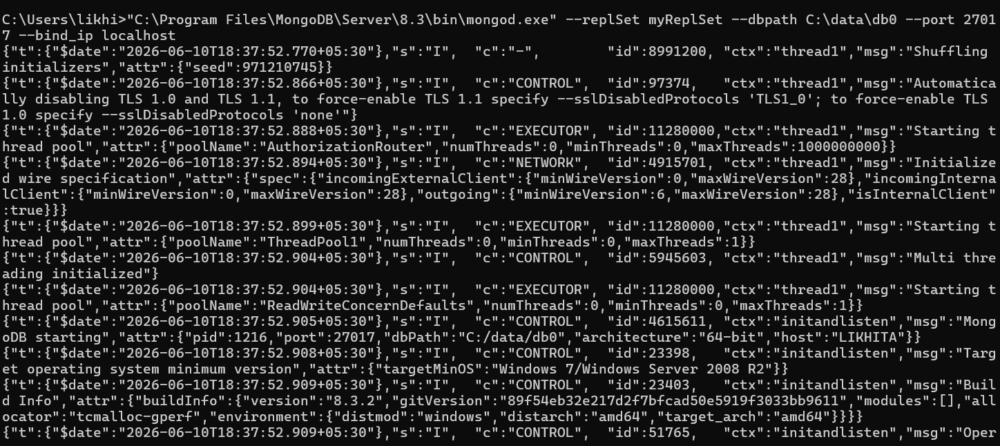 C:\Users\likhi>"C:\Program Files\MongoDB\Server\8.3\bin\mongod.exe" --replSet myReplSet --dbpath C:\data\db0 --port 2701
7 --bind_ip localhost
{"t":{"$date":"2026-06-10T18:37:52.770+05:30"},"s":"I",  "c":"-",        "id":8991200, "ctx":"thread1","msg":"Shuffling 
initializers","attr":{"seed":971210745}}
{"t":{"$date":"2026-06-10T18:37:52.866+05:30"},"s":"I",  "c":"CONTROL",  "id":97374,   "ctx":"thread1","msg":"Automatica
lly disabling TLS 1.0 and TLS 1.1, to force-enable TLS 1.1 specify --sslDisabledProtocols 'TLS1_0'; to force-enable TLS 
1.0 specify --sslDisabledProtocols 'none'"}
{"t":{"$date":"2026-06-10T18:37:52.888+05:30"},"s":"I",  "c":"EXECUTOR", "id":11280000,"ctx":"thread1","msg":"Starting t
hread pool","attr":{"poolName":"AuthorizationRouter","numThreads":0,"minThreads":0,"maxThreads":1000000000}}
{"t":{"$date":"2026-06-10T18:37:52.894+05:30"},"s":"I",  "c":"NETWORK",  "id":4915701, "ctx":"thread1","msg":"Initialize
d wire specification","attr":{"spec":{"incomingExternalClient":{"minWireVersion":0,"maxWireVersion":28},"incomingInterna
lClient":{"minWireVersion":0,"maxWireVersion":28},"outgoing":{"minWireVersion":6,"maxWireVersion":28},"isInternalClient"
:true}}}
{"t":{"$date":"2026-06-10T18:37:52.899+05:30"},"s":"I",  "c":"EXECUTOR", "id":11280000,"ctx":"thread1","msg":"Starting t
hread pool","attr":{"poolName":"ThreadPool1","numThreads":0,"minThreads":0,"maxThreads":1}}
{"t":{"$date":"2026-06-10T18:37:52.904+05:30"},"s":"I",  "c":"CONTROL",  "id":5945603, "ctx":"thread1","msg":"Multi thre
ading initialized"}
{"t":{"$date":"2026-06-10T18:37:52.904+05:30"},"s":"I",  "c":"EXECUTOR", "id":11280000,"ctx":"thread1","msg":"Starting t
hread pool","attr":{"poolName":"ReadWriteConcernDefaults","numThreads":0,"minThreads":0,"maxThreads":1}}
{"t":{"$date":"2026-06-10T18:37:52.905+05:30"},"s":"I",  "c":"CONTROL",  "id":4615611, "ctx":"initandlisten","msg":"Mong
oDB starting","attr":{"pid":1216,"port":27017,"dbPath":"C:/data/db0","architecture":"64-bit","host":"LIKHITA"}}
{"t":{"$date":"2026-06-10T18:37:52.908+05:30"},"s":"I",  "c":"CONTROL",  "id":23398,   "ctx":"initandlisten","msg":"Targ
et operating system minimum version","attr":{"targetMinOS":"Windows 7/Windows Server 2008 R2"}}
{"t":{"$date":"2026-06-10T18:37:52.909+05:30"},"s":"I",  "c":"CONTROL",  "id":23403,   "ctx":"initandlisten","msg":"Buil
d Info","attr":{"buildInfo":{"version":"8.3.2","gitVersion":"89f54eb32e217d2f7bfcad50e5919f3033bb9611","modules":[],"all
ocator":"tcmalloc-gperf","environment":{"distmod":"windows","distarch":"amd64","target_arch":"amd64"}}}}
{"t":{"$date":"2026-06-10T18:37:52.909+05:30"},"s":"I",  "c":"CONTROL",  "id":51765,   "ctx":"initandlisten","msg":"Oper